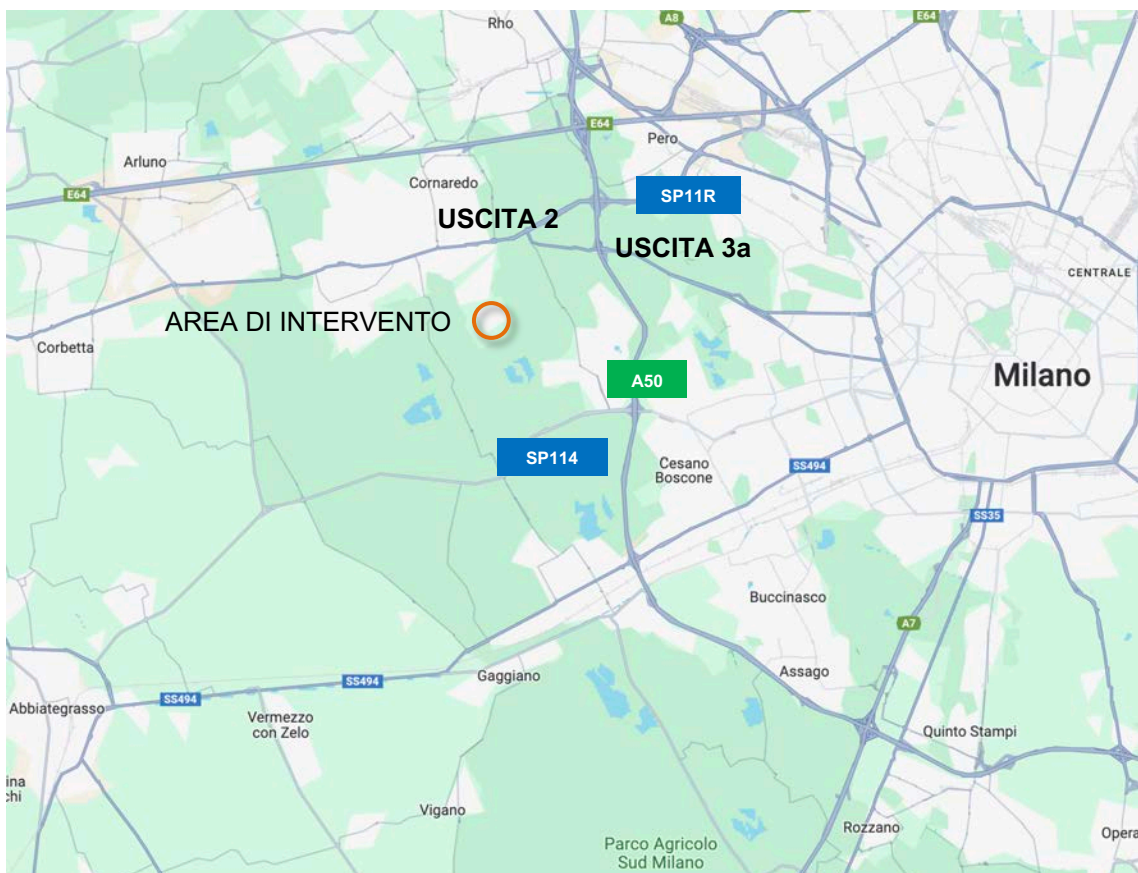 Rho
A8
E64
E64
Pero
Arluno
Cornaredo
E64
SP11R
USCITA 2
USCITA 3a
CENTRALE
AREA DI INTERVENTO
Corbetta
A50
Milano
SP114
Cesano
Boscone
SS494
SS35
Buccinasco
A7
Assago
Gaggiano
SS494
SS494
Abbiategrasso
Vermezzo
con Zelo
Quinto Stampi
ina
chi
Vigano
Rozzano
Opera
Parco Agricolo
Sud Milano